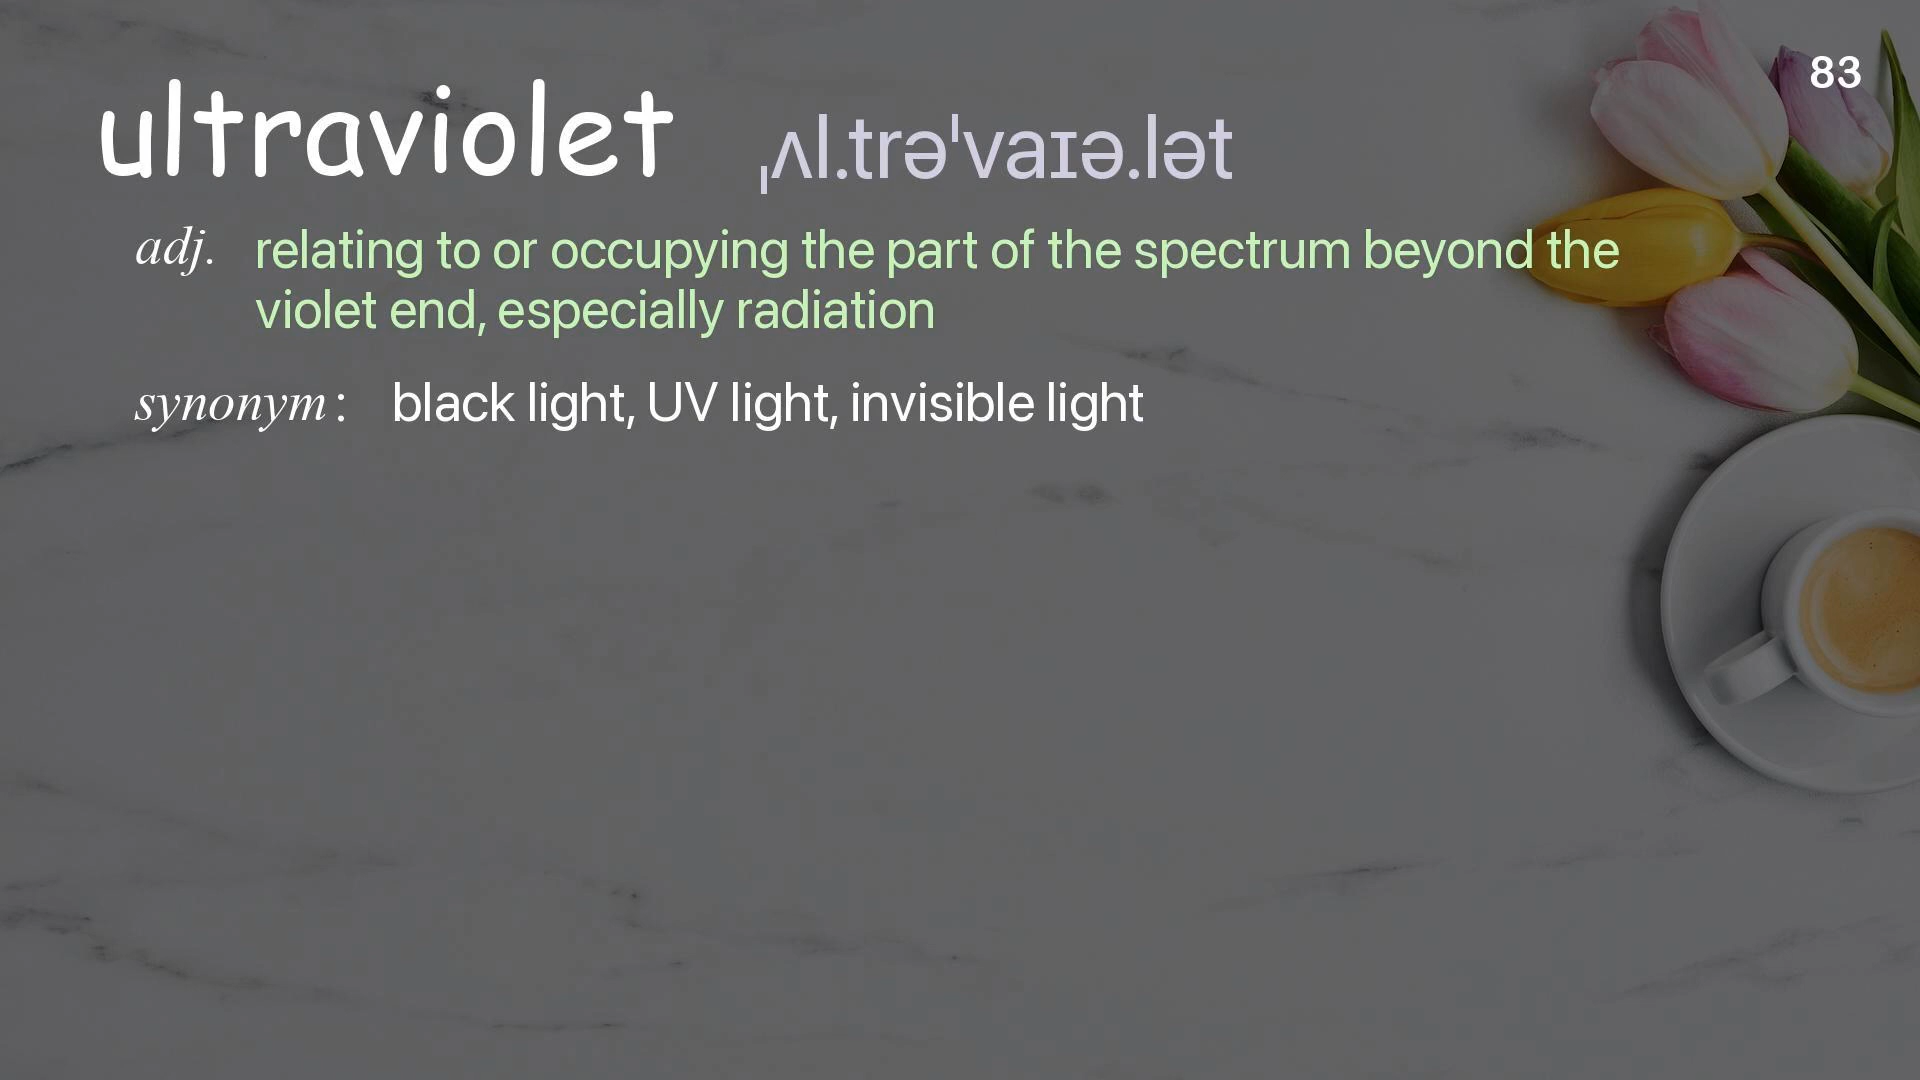 83
ultraviolet ˌʌl.trəˈvaɪə.lət
adj. relating to or occupying the part of the spectrum beyond the
violet end, especially radiation
synonym: black light, UV light, invisible light